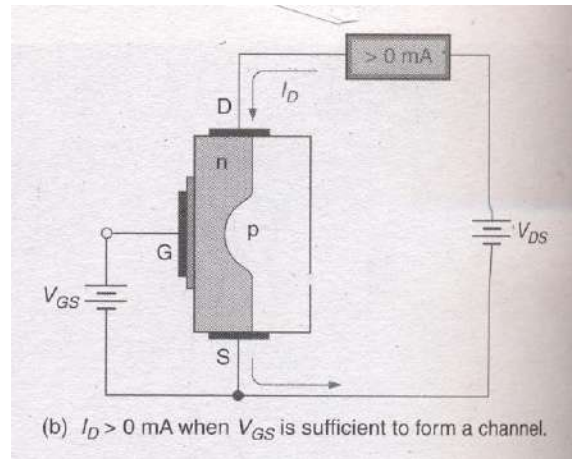 > 0 mA
I_D
D
n
p
G
V_GS
V_DS
S
(b) I_D > 0 mA when V_GS is sufficient to form a channel.